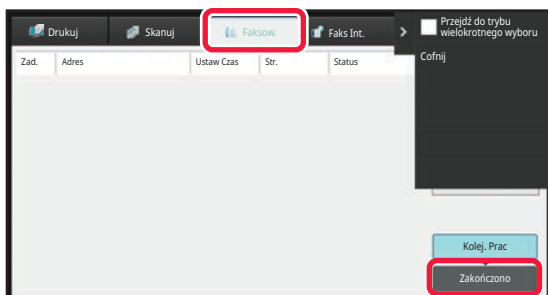 Drukuj
Skanuj
Faksow.
Faks Int.
Przejdź do trybu
wielokrotnego wyboru
Cofnij
Zad.
Adres
Ustaw Czas
Str.
Status
Kolej. Prac
Zakończono